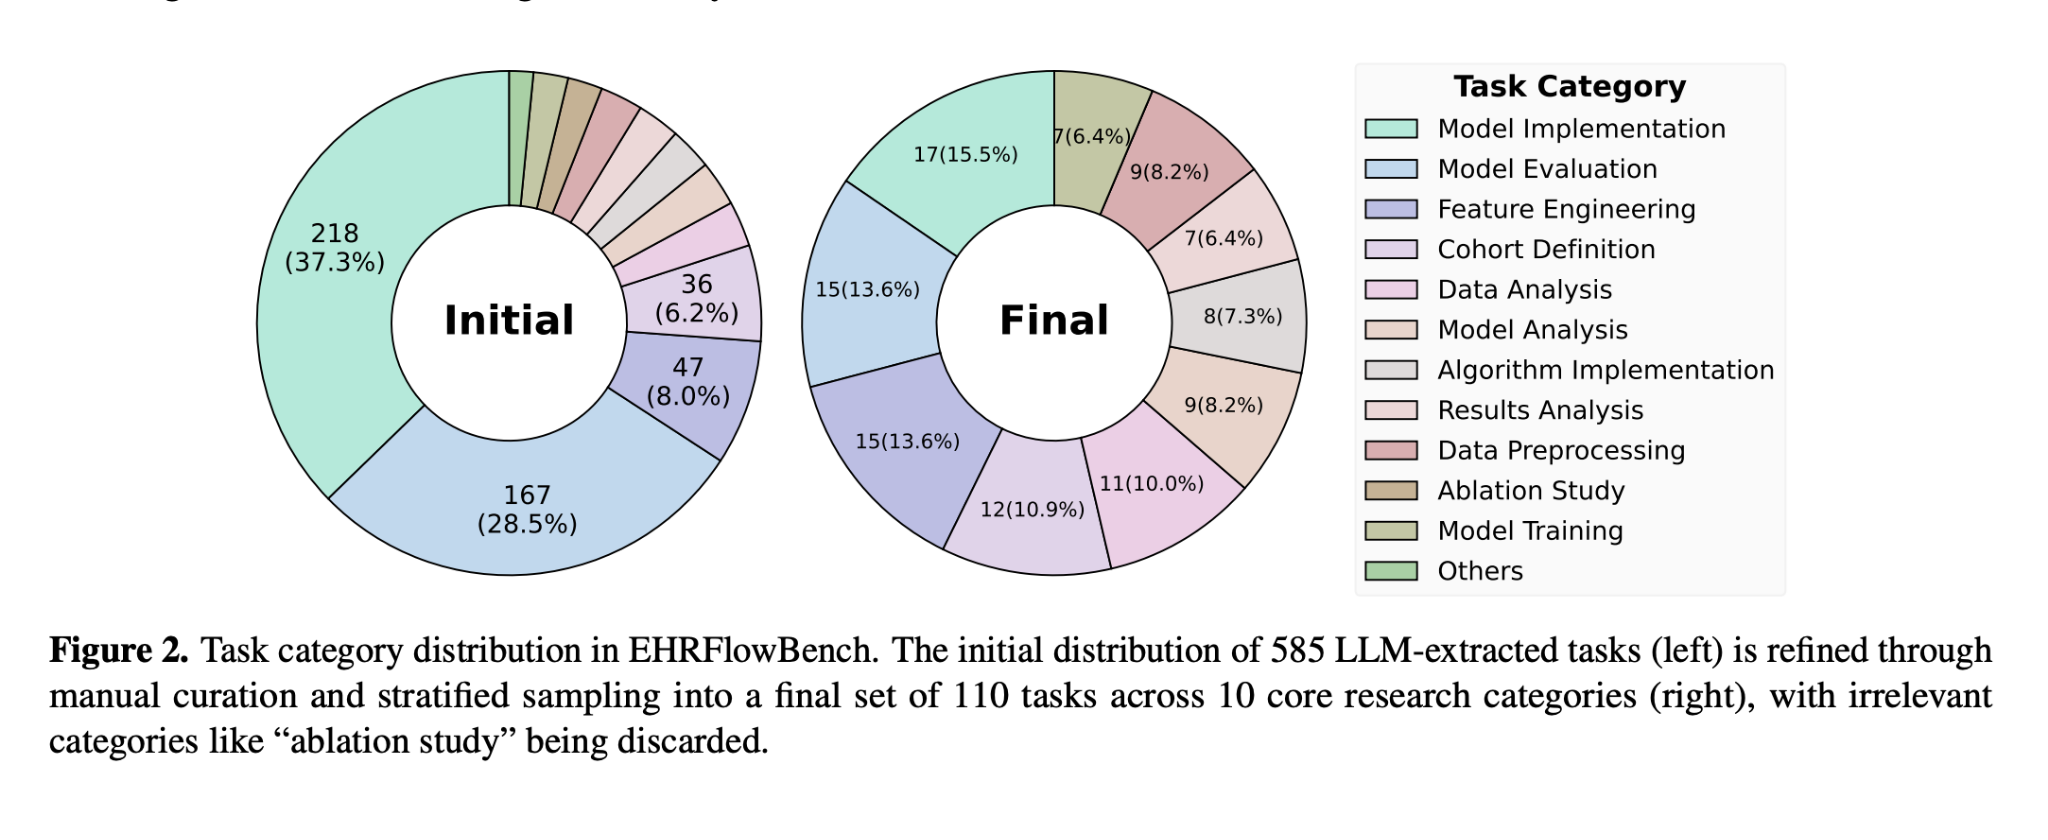 218
(37.3%)
36
(6.2%)
47
(8.0%)
167
(28.5%)
Initial
17(15.5%)
7(6.4%)
9(8.2%)
7(6.4%)
15(13.6%)
8(7.3%)
Final
9(8.2%)
15(13.6%)
11(10.0%)
12(10.9%)
Task Category
Model Implementation
Model Evaluation
Feature Engineering
Cohort Definition
Data Analysis
Model Analysis
Algorithm Implementation
Results Analysis
Data Preprocessing
Ablation Study
Model Training
Others
Figure 2. Task category distribution in EHRFlowBench. The initial distribution of 585 LLM-extracted tasks (left) is refined through
manual curation and stratified sampling into a final set of 110 tasks across 10 core research categories (right), with irrelevant
categories like “ablation study” being discarded.